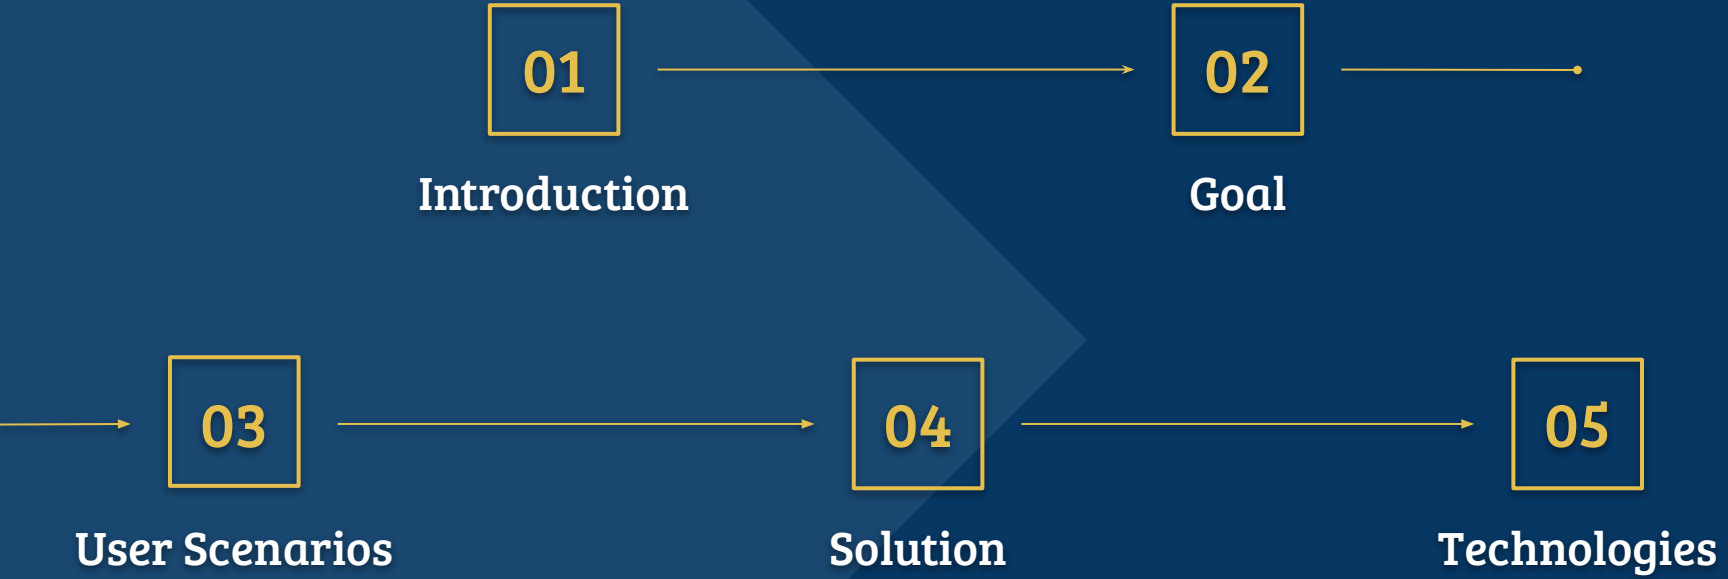 01
02
Introduction
Goal
03
04
05
User Scenarios
Solution
Technologies